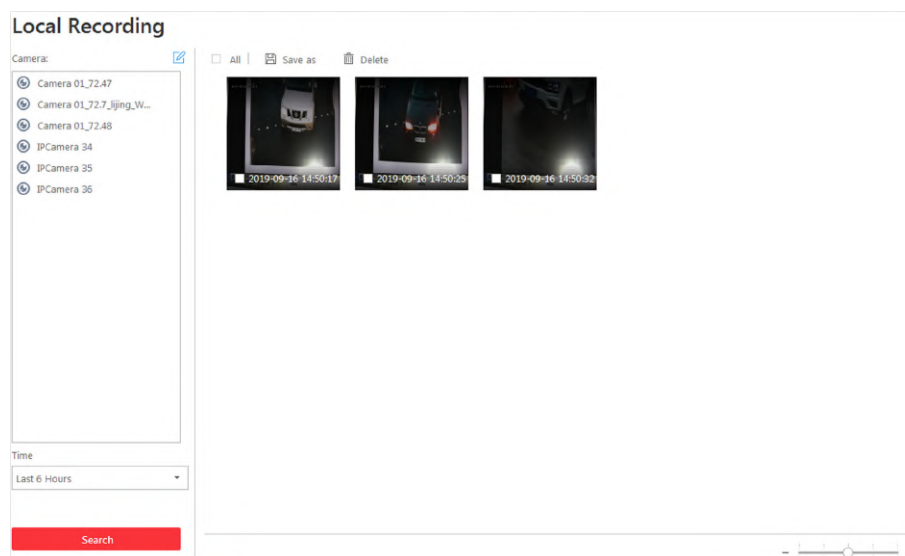 Local Recording
Camera:
Camera 01_72.47
Camera 01_72.7_lijing_W...
Camera 01_72.48
IPCamera 34
IPCamera 35
IPCamera 36
Time
Last 6 Hours
Search
All | Save as Delete
2019-09-16 14:50:17 2019-09-16 14:50:25 2019-09-16 14:50:32